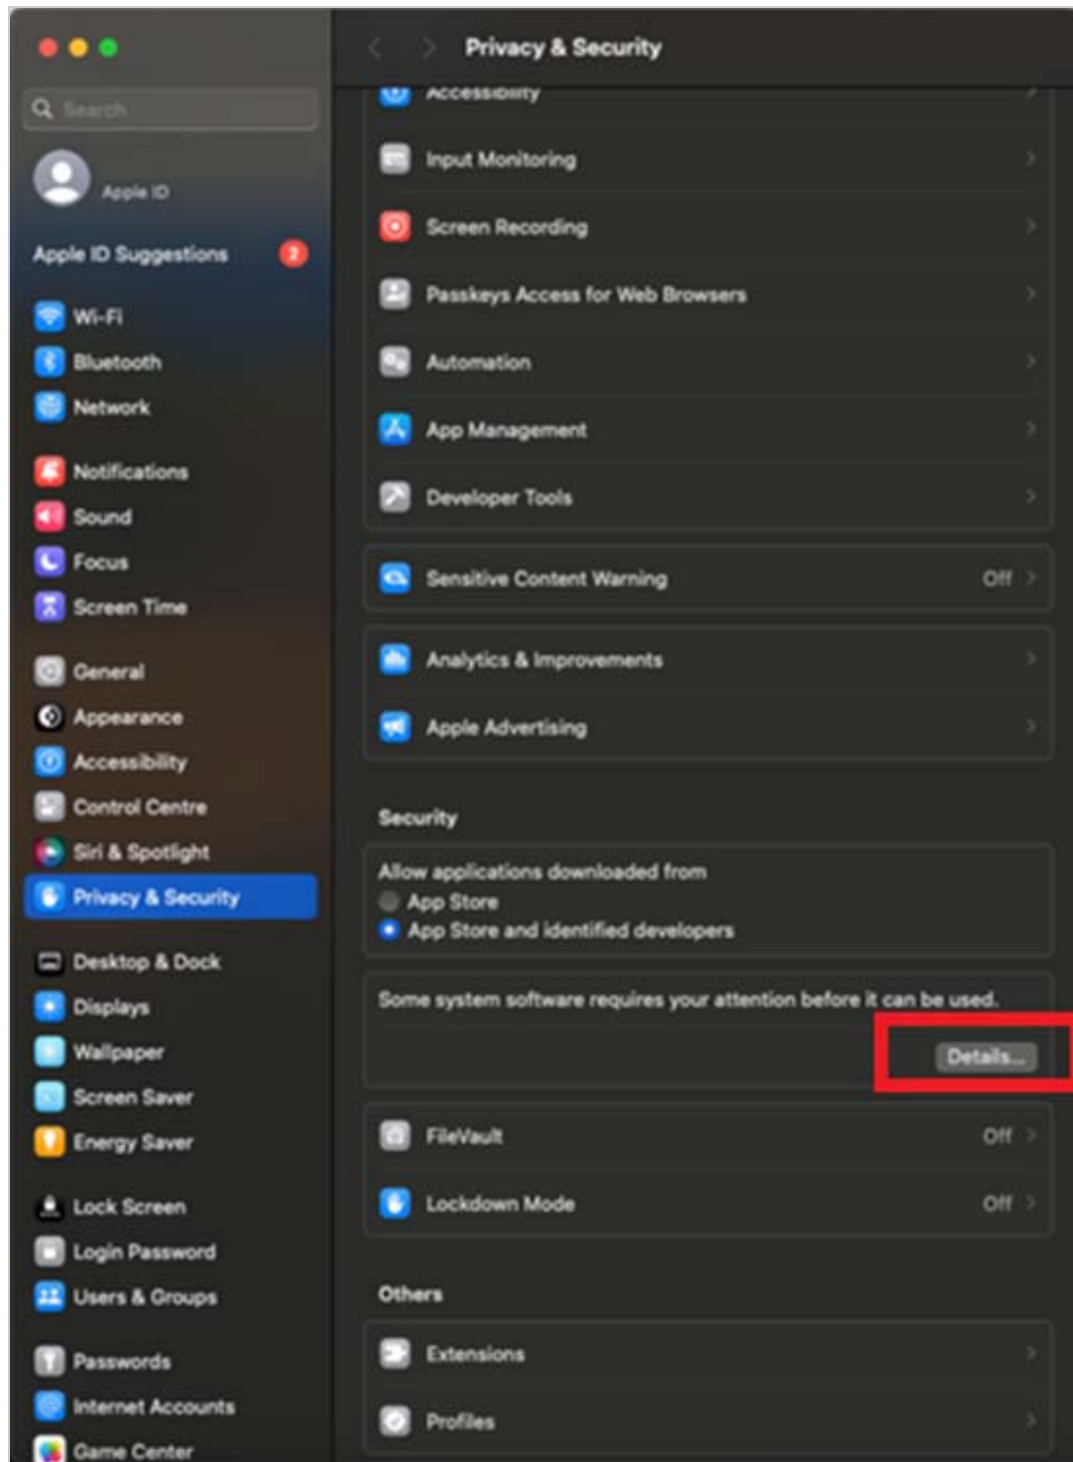 Privacy & Security
Search
Apple ID
Apple ID Suggestions
2
Wi-Fi
Bluetooth
Network
Notifications
Sound
Focus
Screen Time
General
Appearance
Accessibility
Control Centre
Siri & Spotlight
Privacy & Security
Desktop & Dock
Displays
Wallpaper
Screen Saver
Energy Saver
Lock Screen
Login Password
Users & Groups
Passwords
Internet Accounts
Game Center
Accessibility
Input Monitoring
Screen Recording
Passkeys Access for Web Browsers
Automation
App Management
Developer Tools
Sensitive Content Warning Off
Analytics & Improvements
Apple Advertising
Security
Allow applications downloaded from
App Store
App Store and identified developers
Some system software requires your attention before it can be used.
Details...
FileVault Off
Lockdown Mode Off
Others
Extensions
Profiles